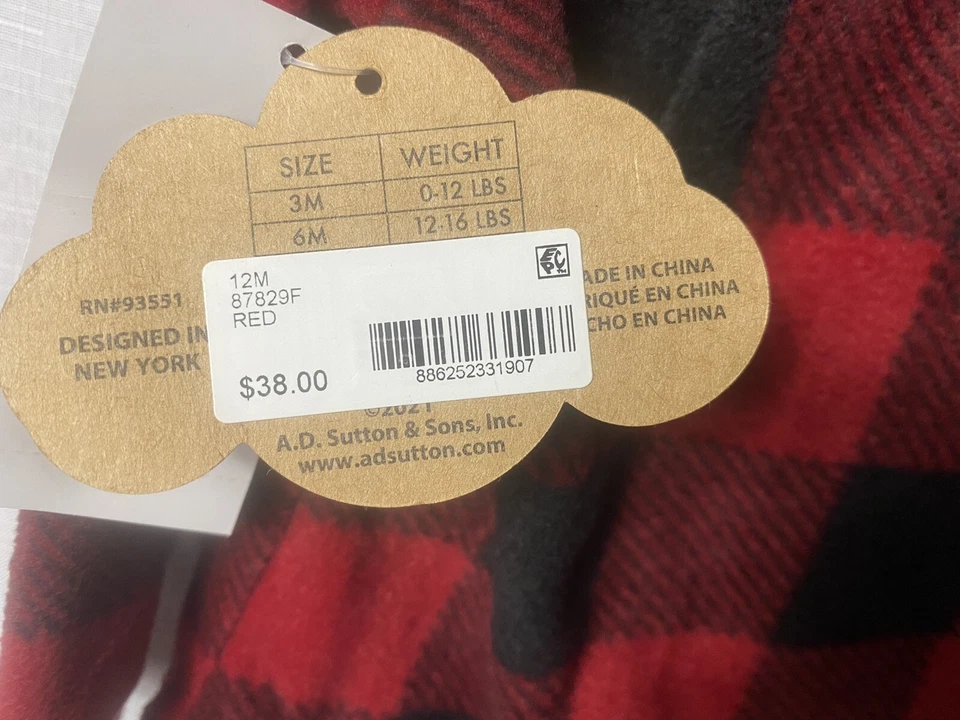 SIZE WEIGHT
3M 0-12 LBS
6M 12-16 LBS
RN#93551
DESIGNED IN
NEW YORK
12M
87829F
RED
$38.00
886252331907
ADE IN CHINA
RIQUÉ EN CHINA
CHO EN CHINA
©2021
A.D. Sutton & Sons, Inc.
www.adsutton.com